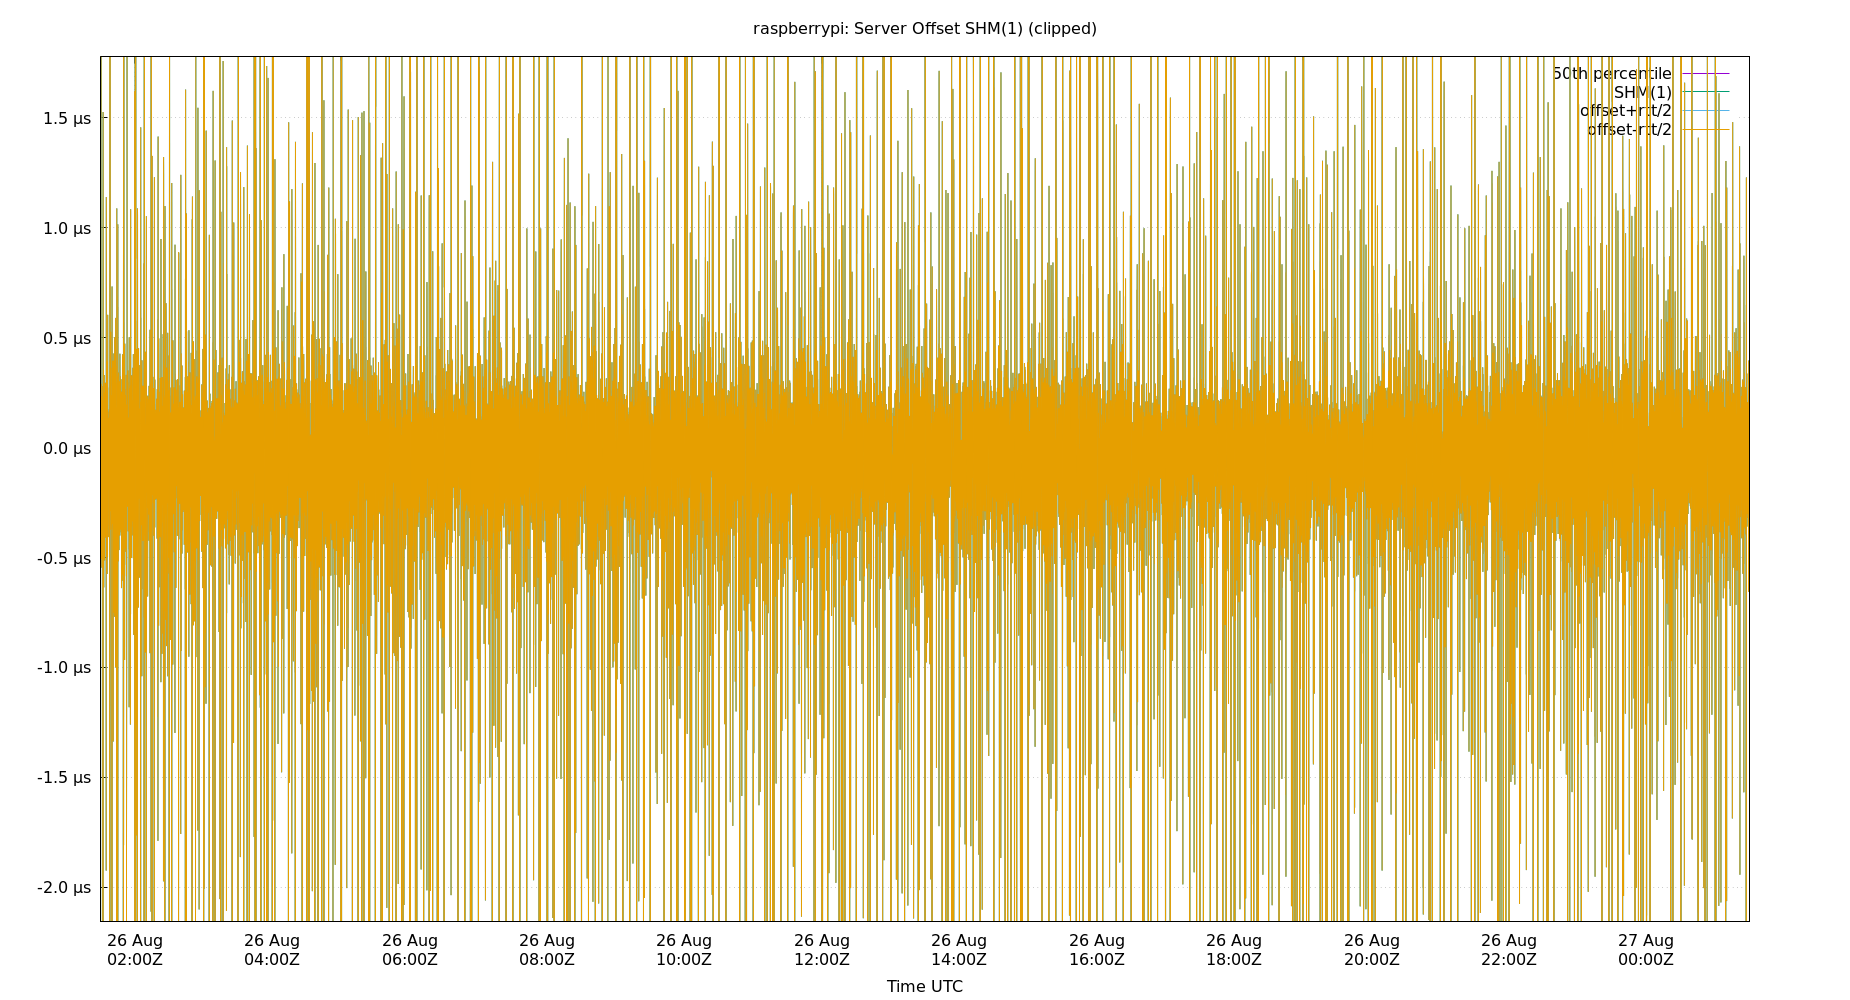 raspberrypi: Server Offset SHM(1) (clipped)
50th percentile
SHM(1)
offset+rtt/2
offset-rtt/2
1.5 µs
1.0 µs
0.5 µs
0.0 µs
-0.5 µs
-1.0 µs
-1.5 µs
-2.0 µs
26 Aug 26 Aug 26 Aug 26 Aug 26 Aug 26 Aug 26 Aug 26 Aug 26 Aug 26 Aug 26 Aug 27 Aug
02:00Z 04:00Z 06:00Z 08:00Z 10:00Z 12:00Z 14:00Z 16:00Z 18:00Z 20:00Z 22:00Z 00:00Z
Time UTC